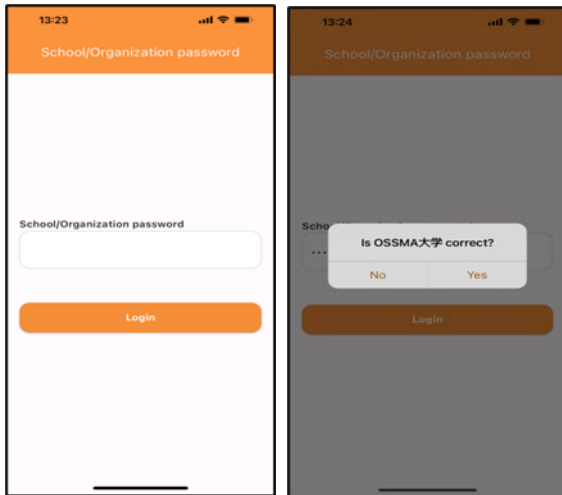 13:23
School/Organization password
School/Organization password
Login
13:24
School/Organization password
Scho
Is OSSMA大学 correct?
No
Yes
Login